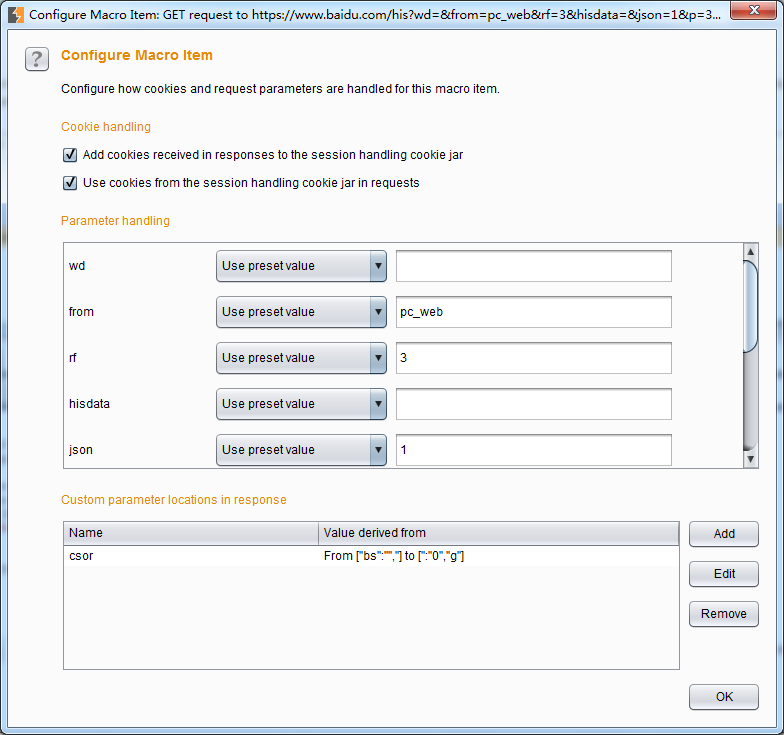 Configure Macro Item: GET request to https://www.baidu.com/his?wd=&from=pc_web&rf=3&hisdata=&json=1&p=3...
?
Configure Macro Item
Configure how cookies and request parameters are handled for this macro item.
Cookie handling
Add cookies received in responses to the session handling cookie jar
Use cookies from the session handling cookie jar in requests
Parameter handling
wd Use preset value
from Use preset value pc_web
rf Use preset value 3
hisdata Use preset value
json Use preset value 1
Custom parameter locations in response
Name Value derived from
csor From ["bs":"","] to [":"0","g"]
Add
Edit
Remove
OK